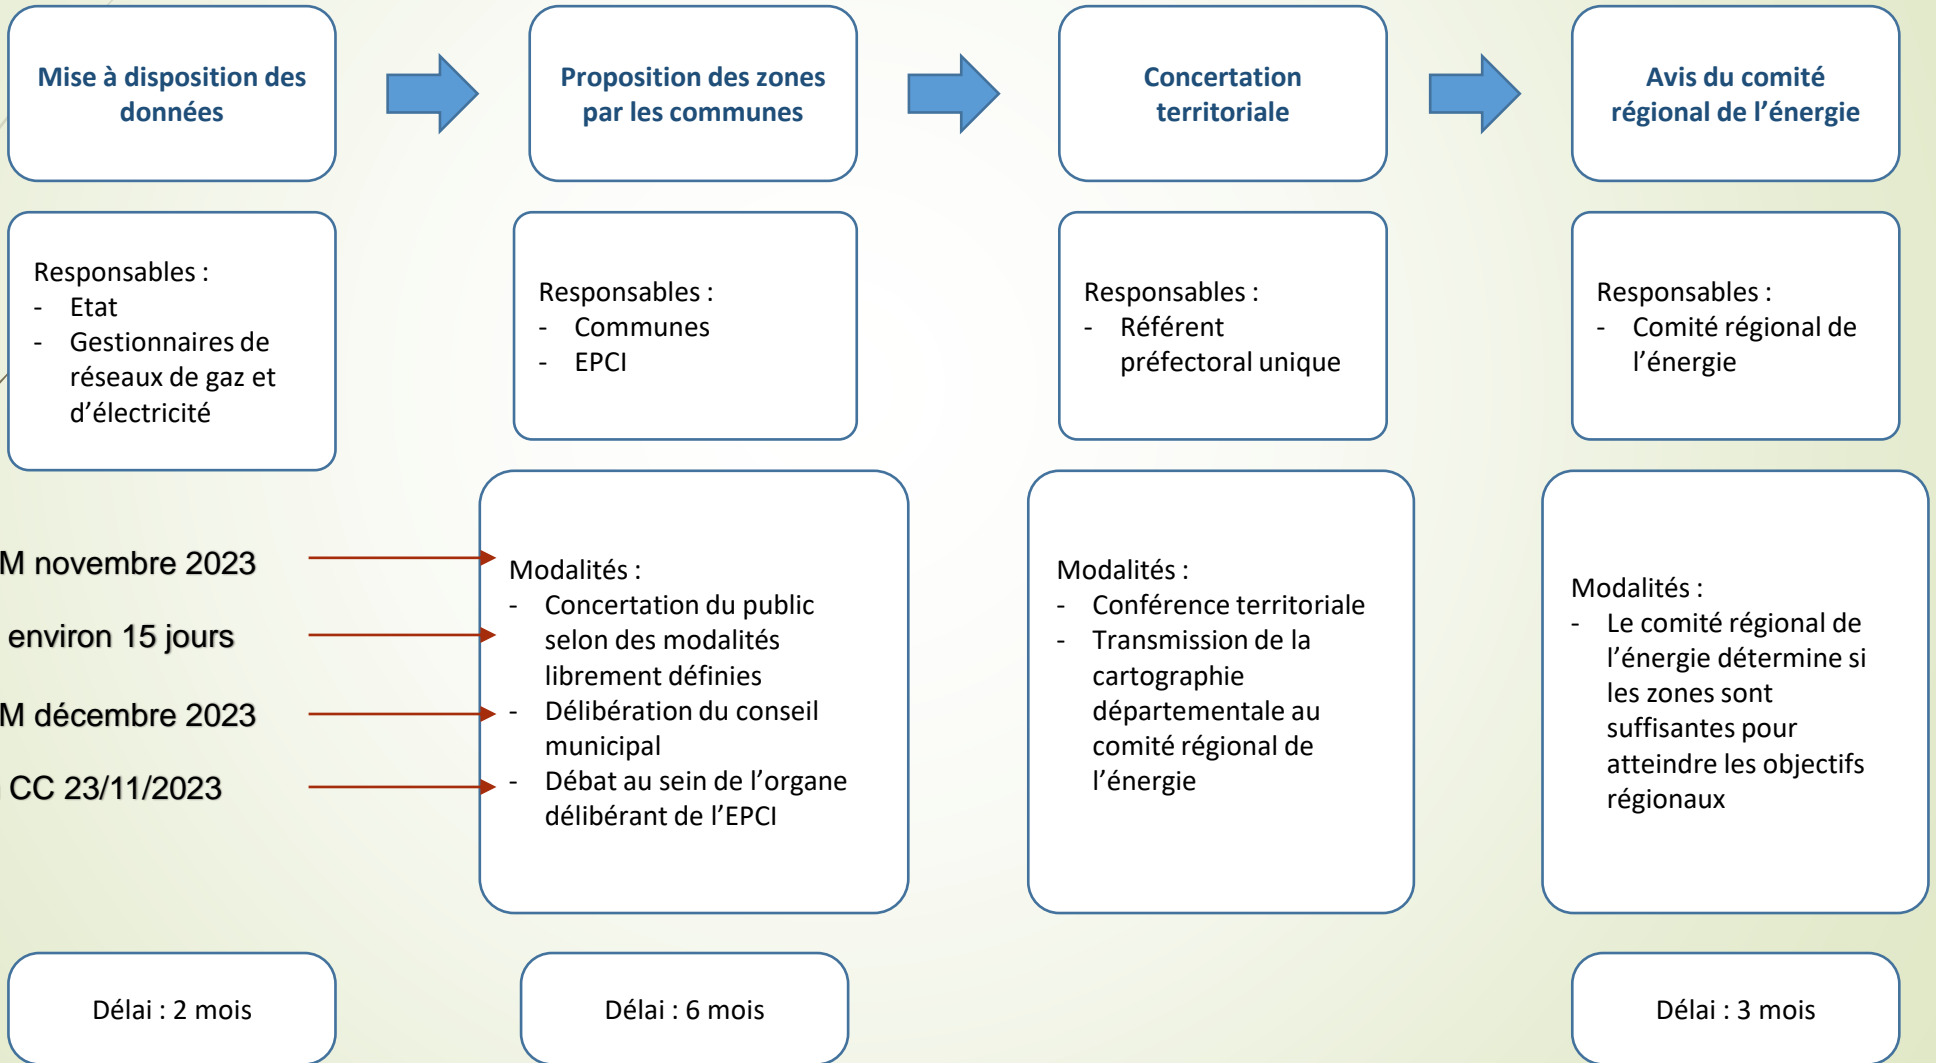 Mise à disposition des
données
Proposition des zones
par les communes
Concertation
territoriale
Avis du comité
régional de l’énergie
Responsables :
- Etat
- Gestionnaires de
réseaux de gaz et
d’électricité
Responsables :
- Communes
- EPCI
Responsables :
- Référent
préfectoral unique
Responsables :
- Comité régional de
l’énergie
M novembre 2023
environ 15 jours
M décembre 2023
CC 23/11/2023
Modalités :
- Concertation du public
selon des modalités
librement définies
- Délibération du conseil
municipal
- Débat au sein de l’organe
délibérant de l’EPCI
Modalités :
- Conférence territoriale
- Transmission de la
cartographie
départementale au
comité régional de
l’énergie
Modalités :
- Le comité régional de
l’énergie détermine si
les zones sont
suffisantes pour
atteindre les objectifs
régionaux
Délai : 2 mois
Délai : 6 mois
Délai : 3 mois